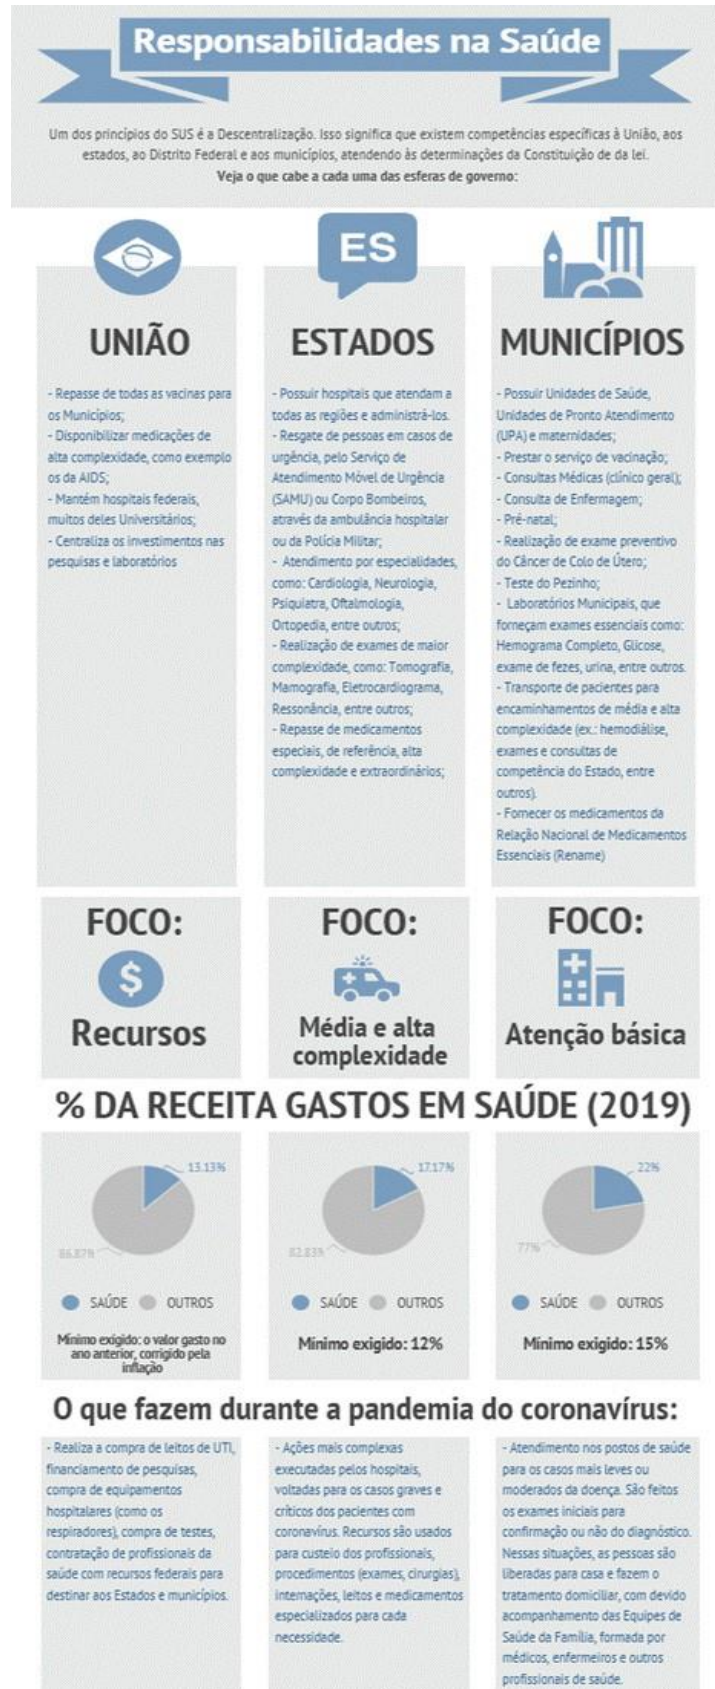 Responsabilidades na Saúde
Um dos princípios do SUS é a Descentralização. Isso significa que existem competências específicas à União, aos
estados, ao Distrito Federal e aos municípios, atendendo às determinações da Constituição de da lei.
Veja o que cabe a cada uma das esferas de governo:
UNIÃO
- Repasse de todas as vacinas para
os Municípios;
- Disponibilizar medicações de
alta complexidade, como exemplo
os da AIDS;
- Mantém hospitais federais,
muitos deles Universitários;
- Centraliza os investimentos nas
pesquisas e laboratórios
ES
ESTADOS
- Possuir hospitais que atendam a
todas as regiões e administrá-los.
- Resgate de pessoas em casos de
urgência, pelo Serviço de
Atendimento Móvel de Urgência
(SAMU) ou Corpo Bombeiros,
através da ambulância hospitalar
ou da Polícia Militar;
- Atendimento por especialidades,
como: Cardiologia, Neurologia,
Psiquiatra, Oftalmologia,
Ortopedia, entre outros;
- Realização de exames de maior
complexidade, como: Tomografia,
Mamografia, Eletrocardiograma,
Ressonância, entre outros;
- Repasse de medicamentos
especiais, de referência, alta
complexidade e extraordinários;
MUNICÍPIOS
- Possuir Unidades de Saúde,
Unidades de Pronto Atendimento
(UPA) e maternidades;
- Prestar o serviço de vacinação;
- Consultas Médicas (clínico geral);
- Consulta de Enfermagem;
- Pré-natal;
- Realização de exame preventivo
do Câncer de Colo de Útero;
- Teste do Pezinho;
- Laboratórios Municipais, que
forneçam exames essenciais como:
Hemograma Completo, Glicose,
exame de fezes, urina, entre outros.
- Transporte de pacientes para
encaminhamentos de média e alta
complexidade (ex.: hemodiálise,
exames e consultas de
competência do Estado, entre
outros).
- Fornecer os medicamentos da
Relação Nacional de Medicamentos
Essenciais (Rename)
FOCO:
$
Recursos
FOCO:
Média e alta
complexidade
FOCO:
Atenção básica
% DA RECEITA GASTOS EM SAÚDE (2019)
13.13%
86.87%
SAÚDE OUTROS
Mínimo exigido: o valor gasto no
ano anterior, corrigido pela
inflação
17.17%
82.83%
SAÚDE OUTROS
Mínimo exigido: 12%
22%
77%
SAÚDE OUTROS
Mínimo exigido: 15%
O que fazem durante a pandemia do coronavírus:
- Realiza a compra de leitos de UTI,
financiamento de pesquisas,
compra de equipamentos
hospitalares (como os
respiradores), compra de testes,
contratação de profissionais da
saúde com recursos federais para
destinar aos Estados e municípios.
- Ações mais complexas
executadas pelos hospitais,
voltadas para os casos graves e
críticos dos pacientes com
coronavírus. Recursos são usados
para custeio dos profissionais,
procedimentos (exames, cirurgias),
internações, leitos e medicamentos
especializados para cada
necessidade.
- Atendimento nos postos de saúde
para os casos mais leves ou
moderados da doença. São feitos
os exames iniciais para
confirmação ou não do diagnóstico.
Nessas situações, as pessoas são
liberadas para casa e fazem o
tratamento domiciliar, com devido
acompanhamento das Equipes de
Saúde da Família, formada por
médicos, enfermeiros e outros
profissionais de saúde.